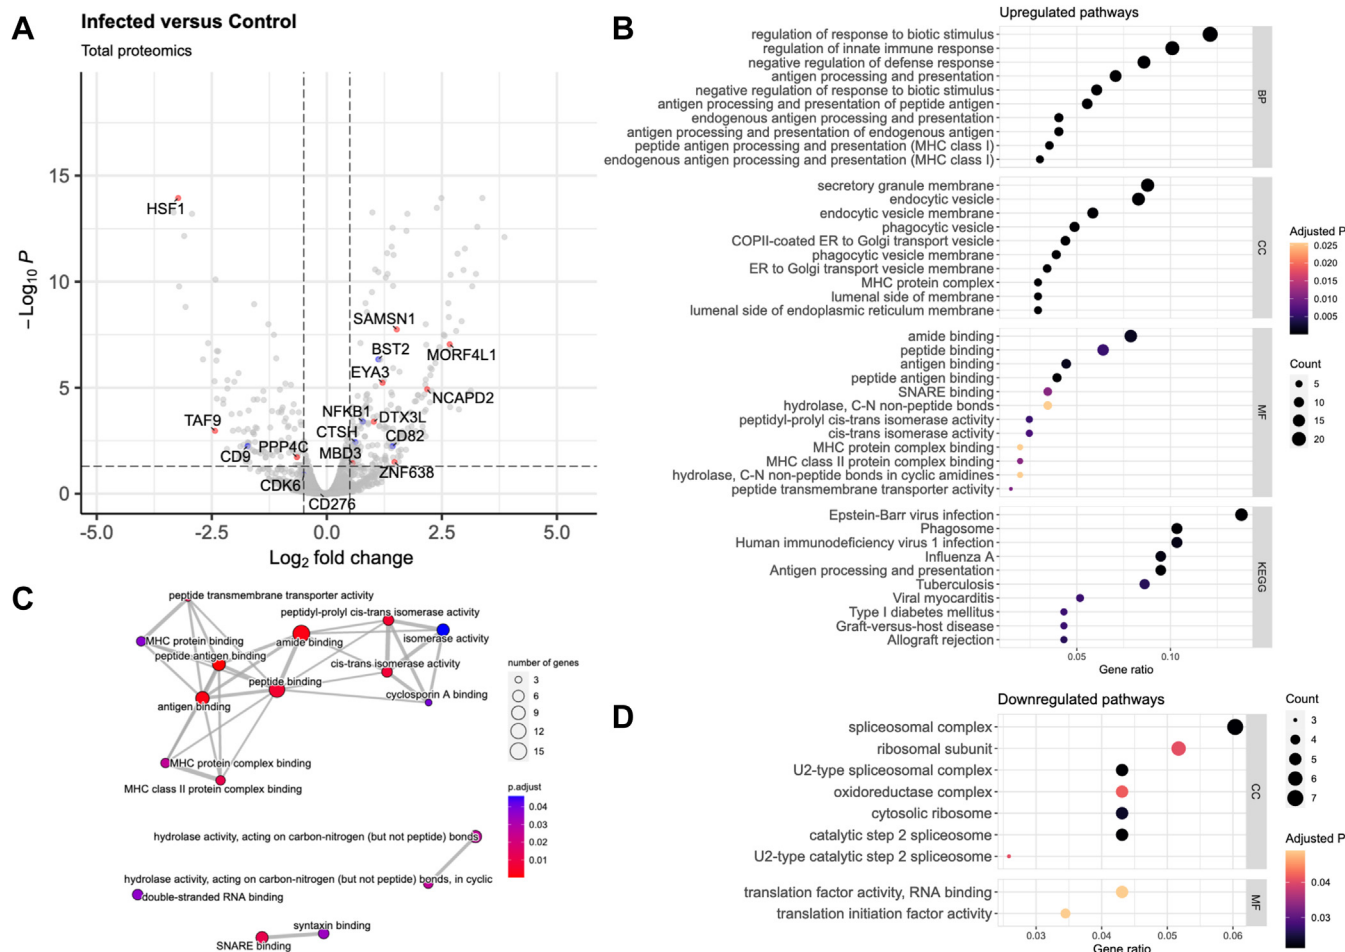 A
Infected versus Control
Total proteomics
− Log10 P
15
10
5
0
HSF1
SAMSN1
BST2
MORF4L1
EYA3
NCAPD2
NFKB1
DTX3L
TAF9
CTSH
CD82
PPP4C
CD9
MBD3
ZNF638
CDK6
CD276
-5.0
-2.5
0.0
2.5
5.0
Log2 fold change
B
Upregulated pathways
regulation of response to biotic stimulus
regulation of innate immune response
negative regulation of defense response
antigen processing and presentation
negative regulation of response to biotic stimulus
antigen processing and presentation of peptide antigen
endogenous antigen processing and presentation
antigen processing and presentation of endogenous antigen
peptide antigen processing and presentation (MHC class I)
endogenous antigen processing and presentation (MHC class I)
BP
secretory granule membrane
endocytic vesicle
endocytic vesicle membrane
phagocytic vesicle
COPII-coated ER to Golgi transport vesicle
phagocytic vesicle membrane
ER to Golgi transport vesicle membrane
MHC protein complex
lumenal side of membrane
lumenal side of endoplasmic reticulum membrane
CC
amide binding
peptide binding
antigen binding
peptide antigen binding
SNARE binding
hydrolase, C-N non-peptide bonds
peptidyl-prolyl cis-trans isomerase activity
cis-trans isomerase activity
MHC protein complex binding
MHC class II protein complex binding
hydrolase, C-N non-peptide bonds in cyclic amidines
peptide transmembrane transporter activity
MF
Epstein-Barr virus infection
Phagosome
Human immunodeficiency virus 1 infection
Influenza A
Antigen processing and presentation
Tuberculosis
Viral myocarditis
Type I diabetes mellitus
Graft-versus-host disease
Allograft rejection
KEGG
0.05
0.10
Gene ratio
Adjusted P
0.025
0.020
0.015
0.010
0.005
Count
5
10
15
20
C
peptide transmembrane transporter activity
peptidyl-prolyl cis-trans isomerase activity
MHC protein binding
amide binding
isomerase activity
peptide antigen binding
cis-trans isomerase activity
peptide binding
antigen binding
cyclosporin A binding
MHC protein complex binding
MHC class II protein complex binding
hydrolase activity, acting on carbon-nitrogen (but not peptide) bonds
hydrolase activity, acting on carbon-nitrogen (but not peptide) bonds, in cyclic
double-stranded RNA binding
syntaxin binding
SNARE binding
number of genes
3
6
9
12
15
p.adjust
0.04
0.03
0.02
0.01
D
Downregulated pathways
spliceosomal complex
ribosomal subunit
U2-type spliceosomal complex
oxidoreductase complex
cytosolic ribosome
catalytic step 2 spliceosome
U2-type catalytic step 2 spliceosome
CC
translation factor activity, RNA binding
translation initiation factor activity
MF
0.03
0.04
0.05
0.06
Gene ratio
Count
3
4
5
6
7
Adjusted P
0.04
0.03